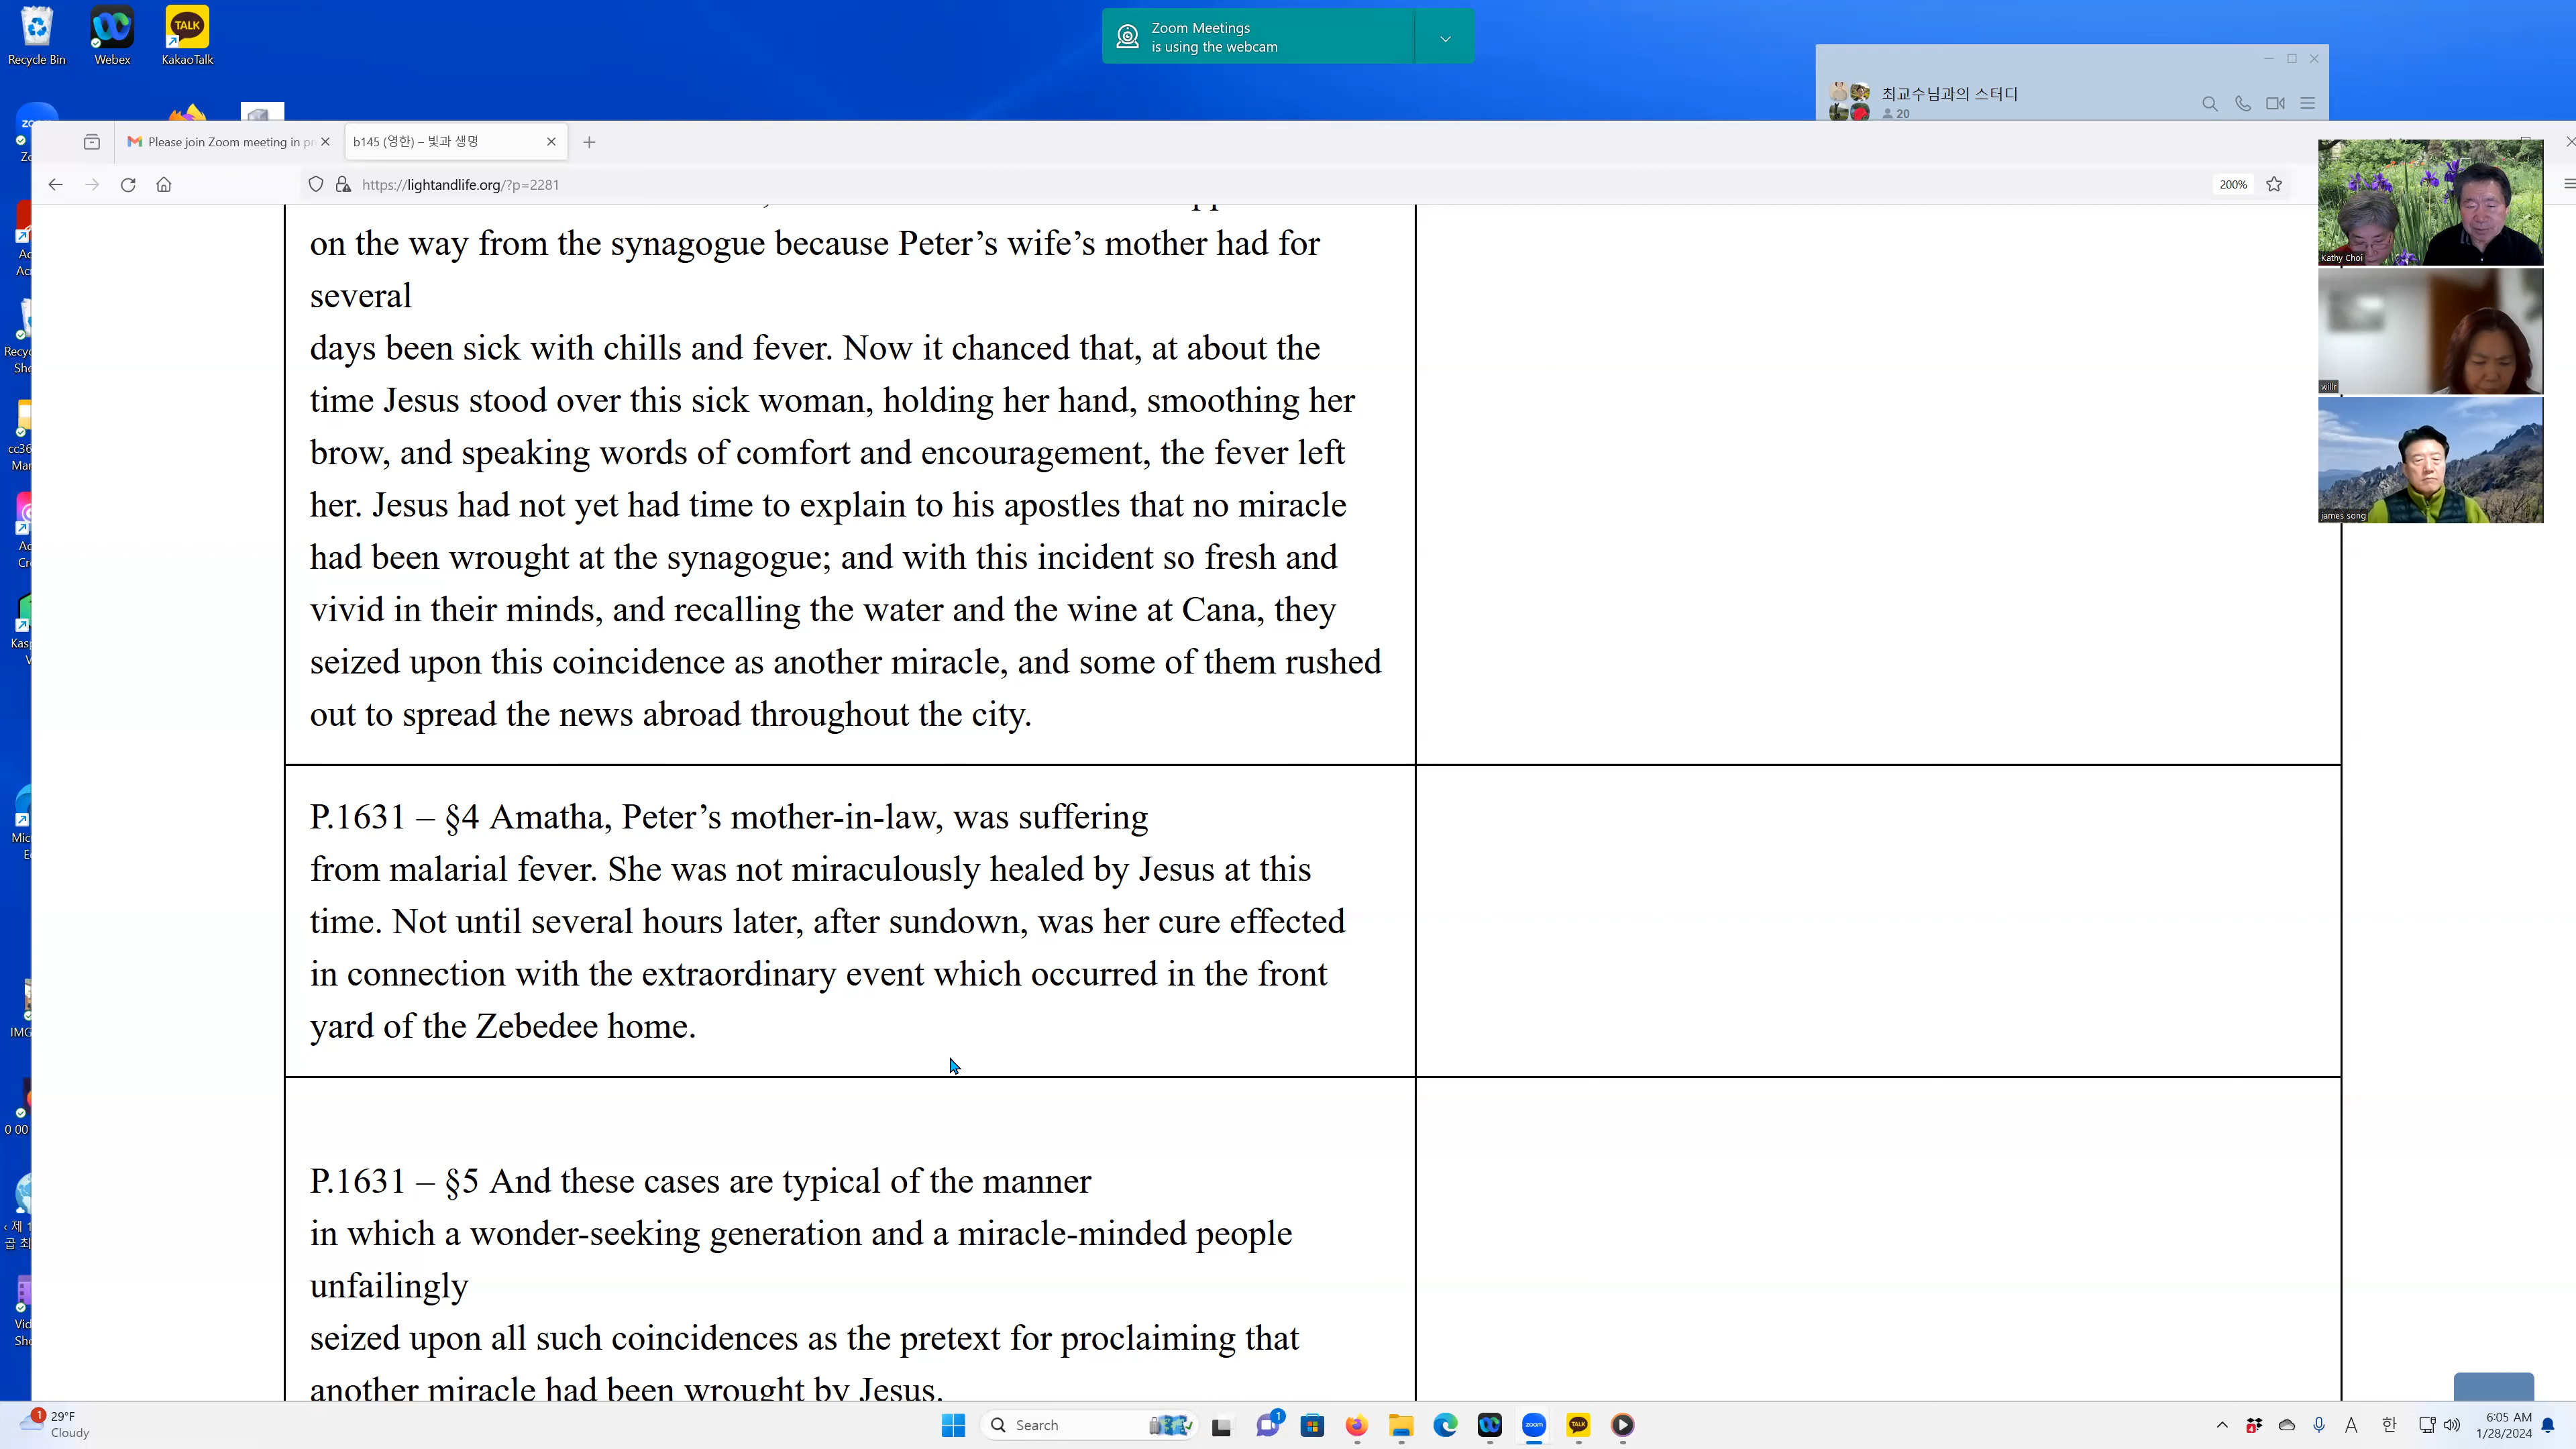 Recycle Bin
Webex
KakaoTalk
TALK
Zoom Meetings
is using the webcam
최교수님과의 스터디
20
Please join Zoom meeting in pr
b145 (영한) – 빛과 생명
https://lightandlife.org/?p=2281
200%
on the way from the synagogue because Peter’s wife’s mother had for
several
days been sick with chills and fever. Now it chanced that, at about the
time Jesus stood over this sick woman, holding her hand, smoothing her
brow, and speaking words of comfort and encouragement, the fever left
her. Jesus had not yet had time to explain to his apostles that no miracle
had been wrought at the synagogue; and with this incident so fresh and
vivid in their minds, and recalling the water and the wine at Cana, they
seized upon this coincidence as another miracle, and some of them rushed
out to spread the news abroad throughout the city.
P.1631 – §4 Amatha, Peter’s mother-in-law, was suffering
from malarial fever. She was not miraculously healed by Jesus at this
time. Not until several hours later, after sundown, was her cure effected
in connection with the extraordinary event which occurred in the front
yard of the Zebedee home.
P.1631 – §5 And these cases are typical of the manner
in which a wonder-seeking generation and a miracle-minded people
unfailingly
seized upon all such coincidences as the pretext for proclaiming that
another miracle had been wrought by Jesus.
Kathy Choi
willr
james song
29°F
Cloudy
Search
6:05 AM
1/28/2024